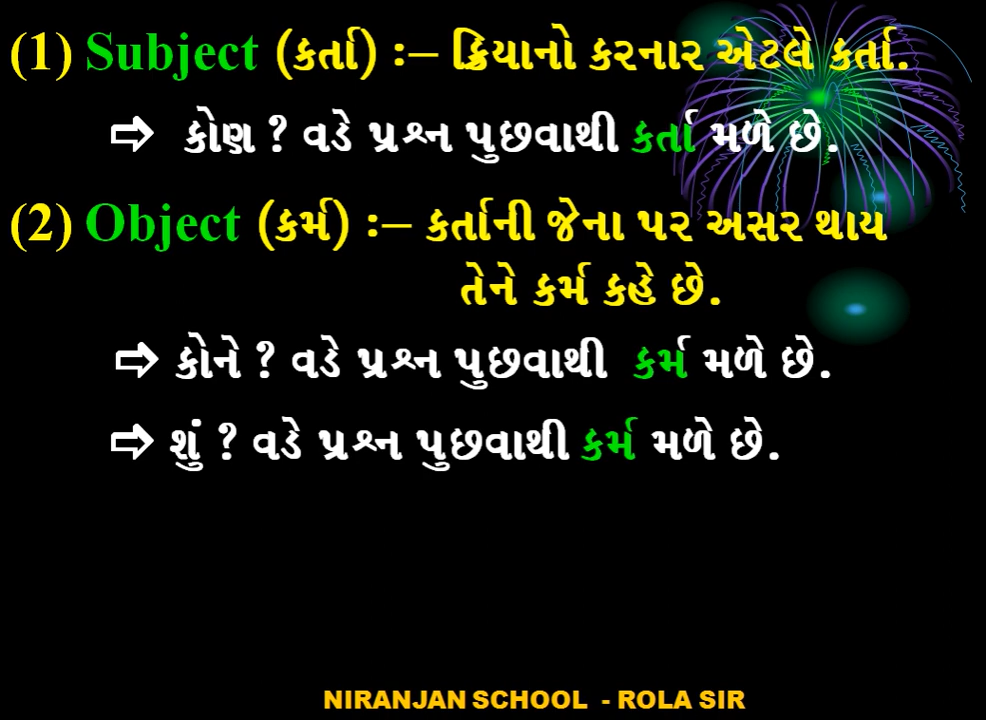 (1) Subject (કર્તા) :– ક્રિયાનો કરનાર એટલે કર્તા.
⇨ કોણ ? વડે પ્રશ્ન પુછવાથી કર્તા મળે છે.
(2) Object (કર્મ) :– કર્તાની જેના પર અસર થાય
તેને કર્મ કહે છે.
⇨ કોને ? વડે પ્રશ્ન પુછવાથી કર્મ મળે છે.
⇨ શું ? વડે પ્રશ્ન પુછવાથી કર્મ મળે છે.
NIRANJAN SCHOOL - ROLA SIR